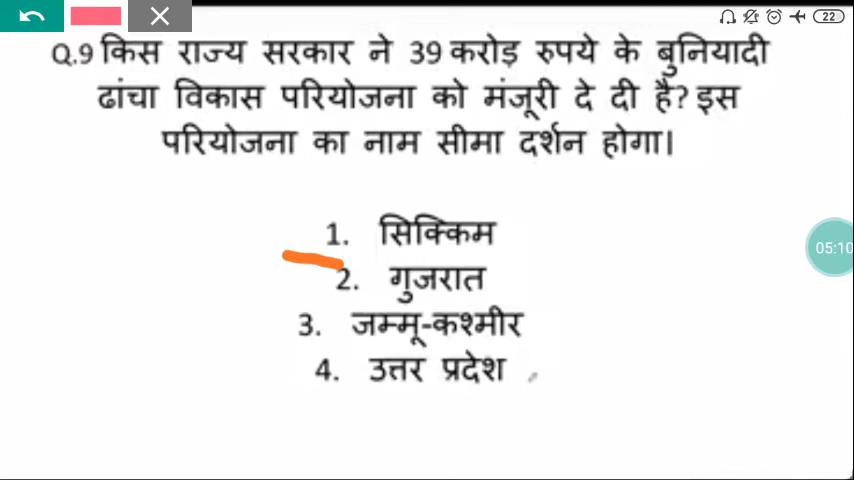 22
Q.9 किस राज्य सरकार ने 39 करोड़ रुपये के बुनियादी
ढांचा विकास परियोजना को मंजूरी दे दी है? इस
परियोजना का नाम सीमा दर्शन होगा।
1. सिक्किम
05:10
2. गुजरात
3. जम्मू-कश्मीर
4. उत्तर प्रदेश